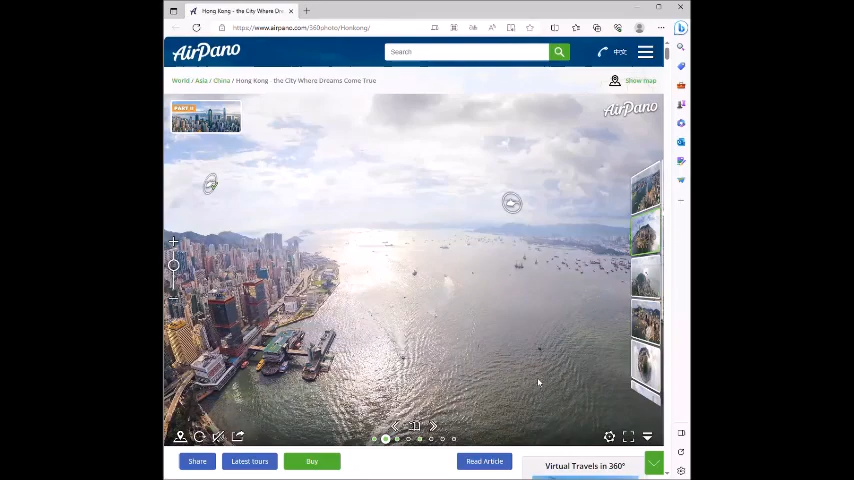 Hong Kong - the City Where Dr
https://www.airpano.com/360photo/Honkong/
AirPano
Search
中文
World / Asia / China / Hong Kong - the City Where Dreams Come True
Show map
PART II
AirPano
Share
Latest tours
Buy
Read Article
Virtual Travels in 360°